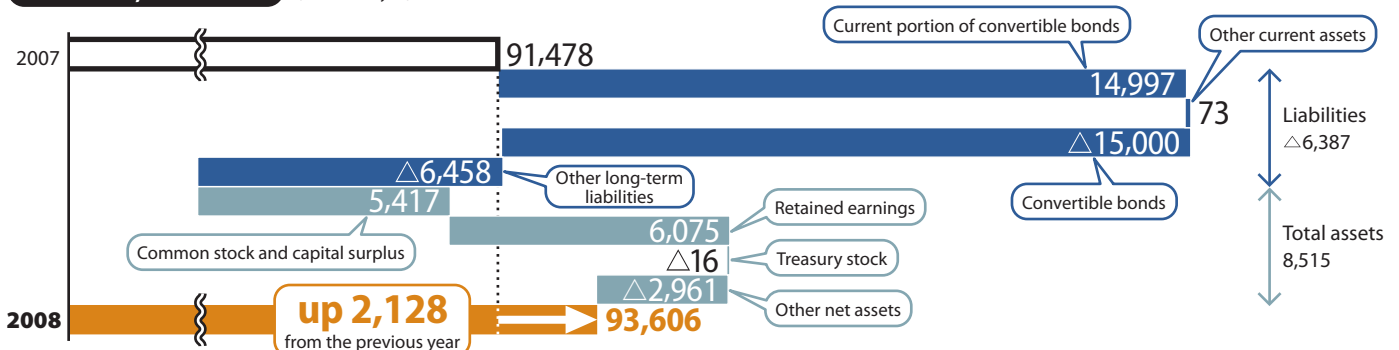 Current portion of convertible bonds
Other current assets
2007
91,478
14,997
73
Liabilities
△6,387
△15,000
△6,458
Other long-term
liabilities
Convertible bonds
5,417
Retained earnings
6,075
Common stock and capital surplus
Total assets
8,515
△16
Treasury stock
△2,961
Other net assets
2008
up 2,128
from the previous year
93,606